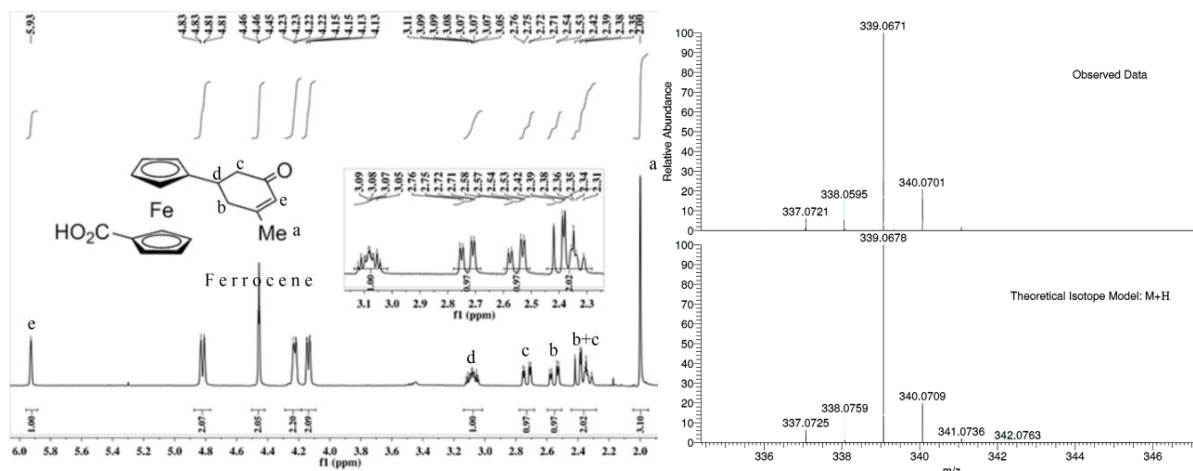 -5.93 4.83 4.83 4.81 4.81 4.46 4.46 4.45 4.23 4.23 4.22 4.22 4.15 4.15 4.13 4.13 3.11 3.09 3.09 3.08 3.07 3.07 3.07 3.05 2.76 2.75 2.72 2.71 2.54 2.53 2.42 2.39 2.38 2.35 2.00
a
c
d
O
b
e
Fe
HO2C
Me a
3.09 3.08 3.07 3.05 2.76 2.75 2.72 2.71 2.58 2.57 2.54 2.53 2.42 2.39 2.38 2.36 2.35 2.34 2.31
1.00 0.97 0.97 2.02
3.1 3.0 2.9 2.8 2.7 2.6 2.5 2.4 2.3
f1 (ppm)
Ferrocene
e
d
c
b
b+c
1.00 2.07 2.05 2.20 2.09 1.00 0.97 0.97 2.02 3.10
6.0 5.8 5.6 5.4 5.2 5.0 4.8 4.6 4.4 4.2 4.0 3.8 3.6 3.4 3.2 3.0 2.8 2.6 2.4 2.2 2.0
f1 (ppm)
339.0671
Observed Data
Relative Abundance
100
90
80
70
60
50
40
30
20
10
0
337.0721
338.0595
340.0701
339.0678
Theoretical Isotope Model: M+H
100
90
80
70
60
50
40
30
20
10
0
337.0725
338.0759
340.0709
341.0736
342.0763
336 338 340 342 344 346
m/z